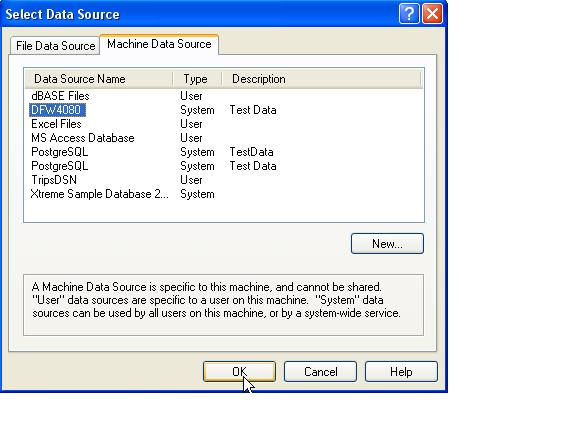 Select Data Source
File Data Source Machine Data Source
Data Source Name Type Description
dBASE Files User
DFW4080 System Test Data
Excel Files User
MS Access Database User
PostgreSQL System TestData
PostgreSQL System Test Data
TripsDSN User
Xtreme Sample Database 2... System
New...
A Machine Data Source is specific to this machine, and cannot be shared.
"User" data sources are specific to a user on this machine. "System" data
sources can be used by all users on this machine, or by a system-wide service.
OK Cancel Help